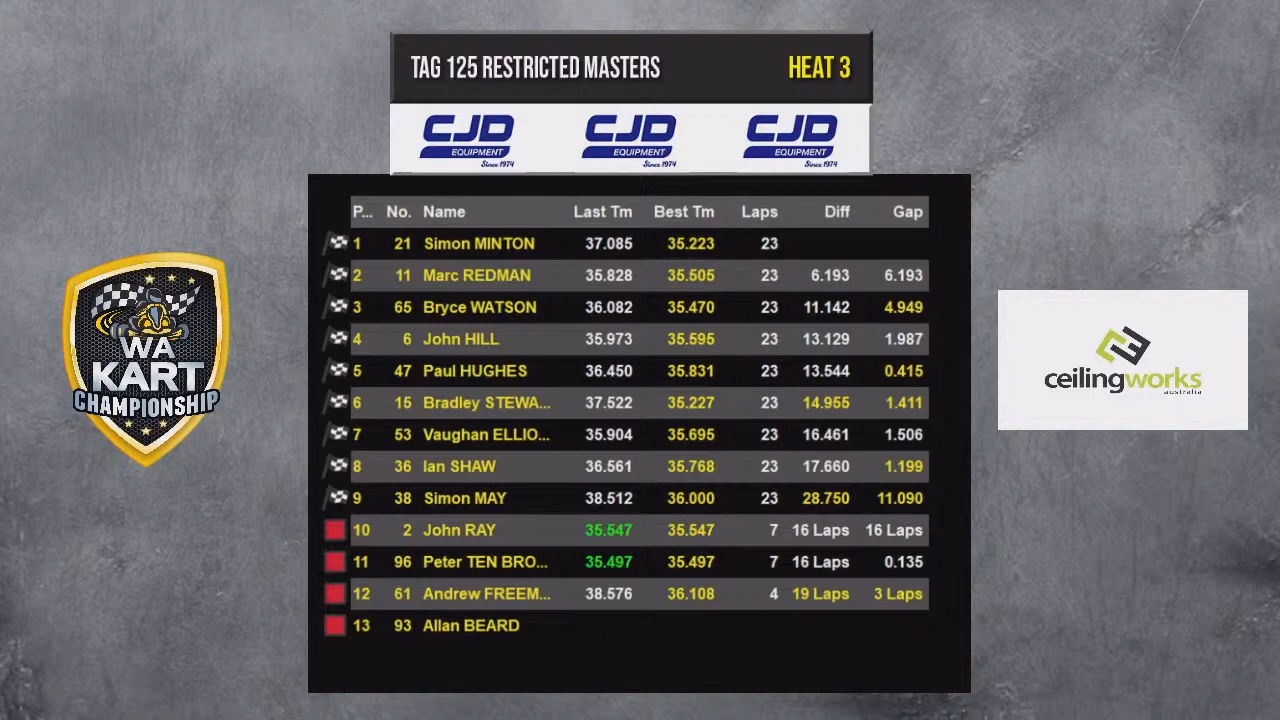 TAG 125 RESTRICTED MASTERS HEAT 3
CJD CJD CJD
EQUIPMENT EQUIPMENT EQUIPMENT
Since 1974 Since 1974 Since 1974
P... No. Name Last Tm Best Tm Laps Diff Gap
1 21 Simon MINTON 37.085 35.223 23
2 11 Marc REDMAN 35.828 35.505 23 6.193 6.193
3 65 Bryce WATSON 36.082 35.470 23 11.142 4.949
4 6 John HILL 35.973 35.595 23 13.129 1.987
5 47 Paul HUGHES 36.450 35.831 23 13.544 0.415
6 15 Bradley STEWA... 37.522 35.227 23 14.955 1.411
7 53 Vaughan ELLIO... 35.904 35.695 23 16.461 1.506
8 36 Ian SHAW 36.561 35.768 23 17.660 1.199
9 38 Simon MAY 38.512 36.000 23 28.750 11.090
10 2 John RAY 35.547 35.547 7 16 Laps 16 Laps
11 96 Peter TEN BRO... 35.497 35.497 7 16 Laps 0.135
12 61 Andrew FREEM... 38.576 36.108 4 19 Laps 3 Laps
13 93 Allan BEARD
WA
KART
CHAMPIONSHIP
ceilingworks
australia